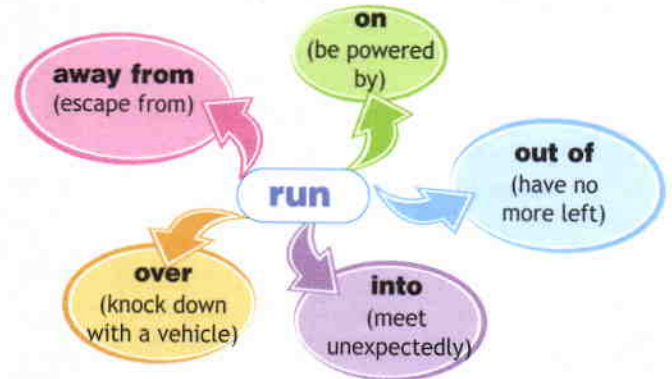 on
(be powered
by)
away from
(escape from)
out of
(have no
more left)
run
over
(knock down
with a vehicle)
into
(meet
unexpectedly)